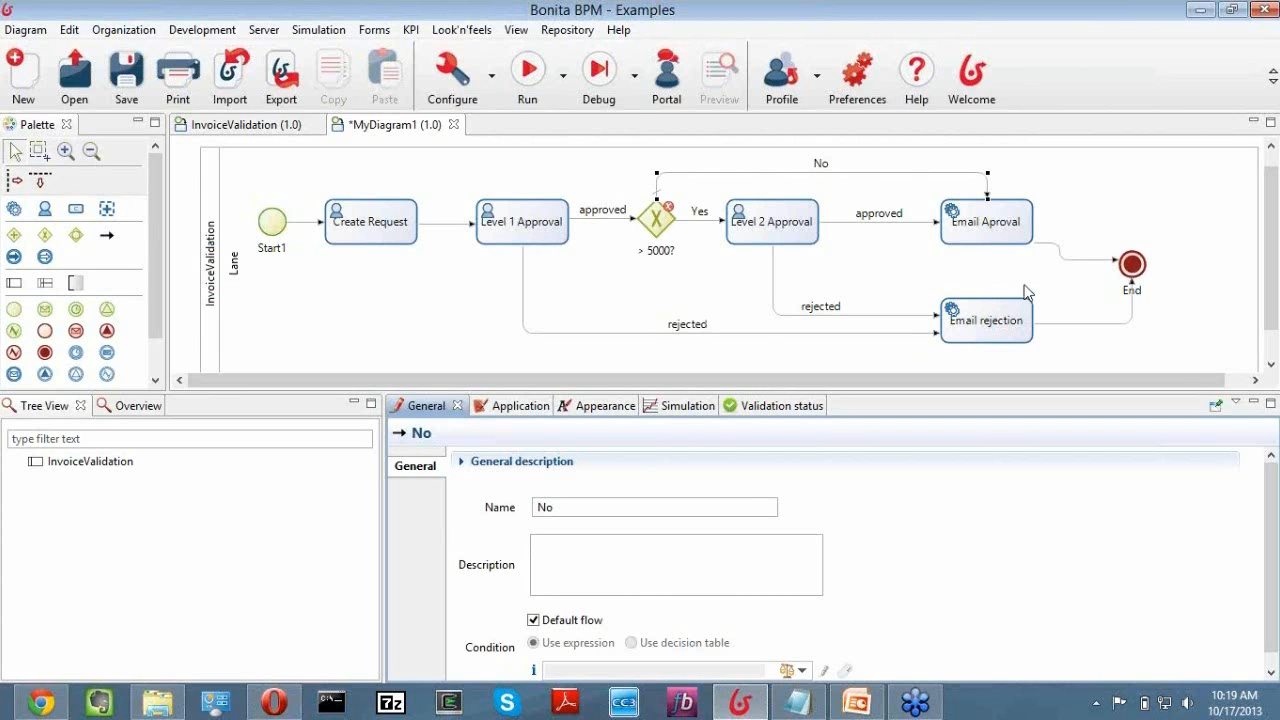 Bonita BPM - Examples
Diagram Edit Organization Development Server Simulation Forms KPI Look'n'feels View Repository Help
New Open Save Print Import Export Copy Paste Configure Run Debug Portal Preview Profile Preferences Help Welcome
Palette InvoiceValidation (1.0) *MyDiagram1 (1.0)
No
InvoiceValidation
Lane
Start1
Create Request
Level 1 Approval
approved
> 5000?
Yes
Level 2 Approval
approved
Email Aproval
End
rejected
rejected
Email rejection
Tree View Overview
type filter text
InvoiceValidation
General Application Appearance Simulation Validation status
No
General
General description
Name No
Description
Default flow
Condition Use expression Use decision table
7z
CC3
fb
10:19 AM
10/17/2013